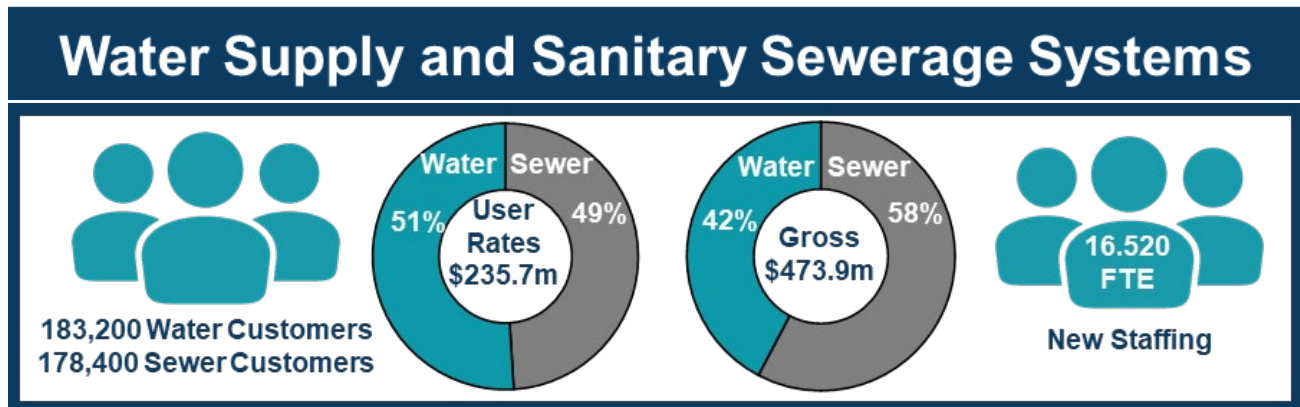 Water Supply and Sanitary Sewerage Systems
183,200 Water Customers
178,400 Sewer Customers
Water Sewer
51% 49%
User
Rates
$235.7m
Water Sewer
42% 58%
Gross
$473.9m
16.520
FTE
New Staffing